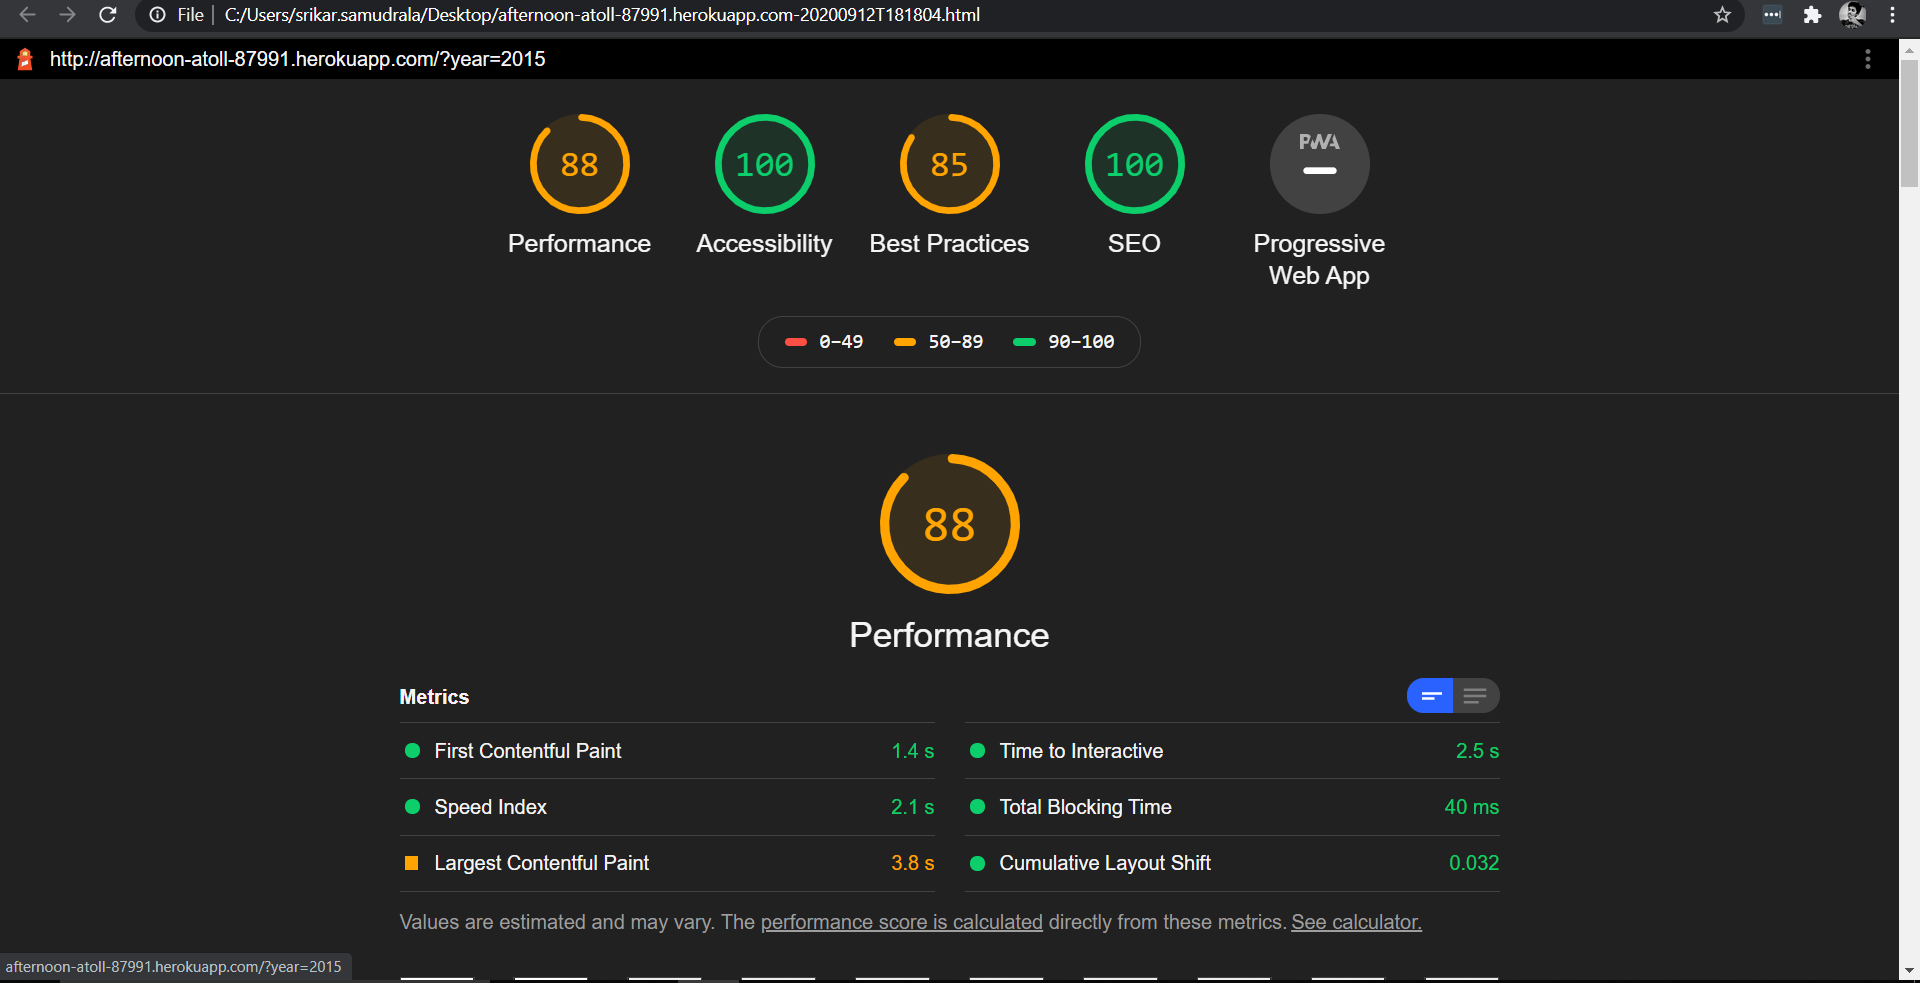 File C:/Users/srikar.samudrala/Desktop/afternoon-atoll-87991.herokuapp.com-20200912T181804.html
http://afternoon-atoll-87991.herokuapp.com/?year=2015
88 100 85 100 PWA
Performance Accessibility Best Practices SEO Progressive
Web App
0–49 50–89 90–100
88
Performance
Metrics
First Contentful Paint 1.4 s Time to Interactive 2.5 s
Speed Index 2.1 s Total Blocking Time 40 ms
Largest Contentful Paint 3.8 s Cumulative Layout Shift 0.032
Values are estimated and may vary. The performance score is calculated directly from these metrics. See calculator.
afternoon-atoll-87991.herokuapp.com/?year=2015